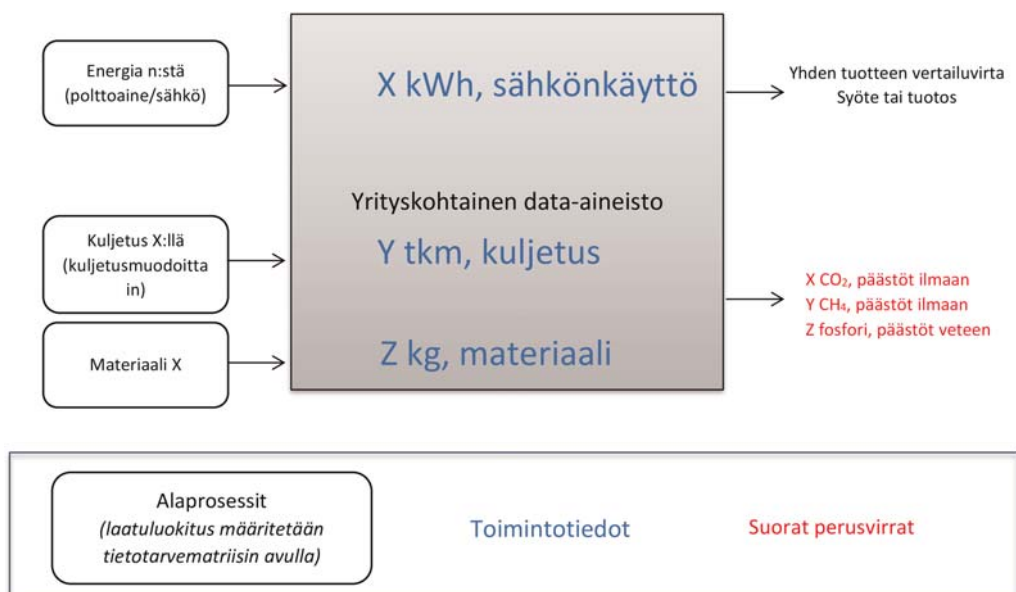 Energia n:stä
(polttoaine/sähkö)
X kWh, sähkönkäyttö
Yhden tuotteen vertailuvirta
Syöte tai tuotos
Yrityskohtainen data-aineisto
Kuljetus X:llä
(kuljetusmuodoitta
in)
Y tkm, kuljetus
X CO₂, päästöt ilmaan
Y CH₄, päästöt ilmaan
Z fosfori, päästöt veteen
Materiaali X
Z kg, materiaali
Alaprosessit
(laatuluokitus määritetään
tietotarvematriisin avulla)
Toimintotiedot
Suorat perusvirrat